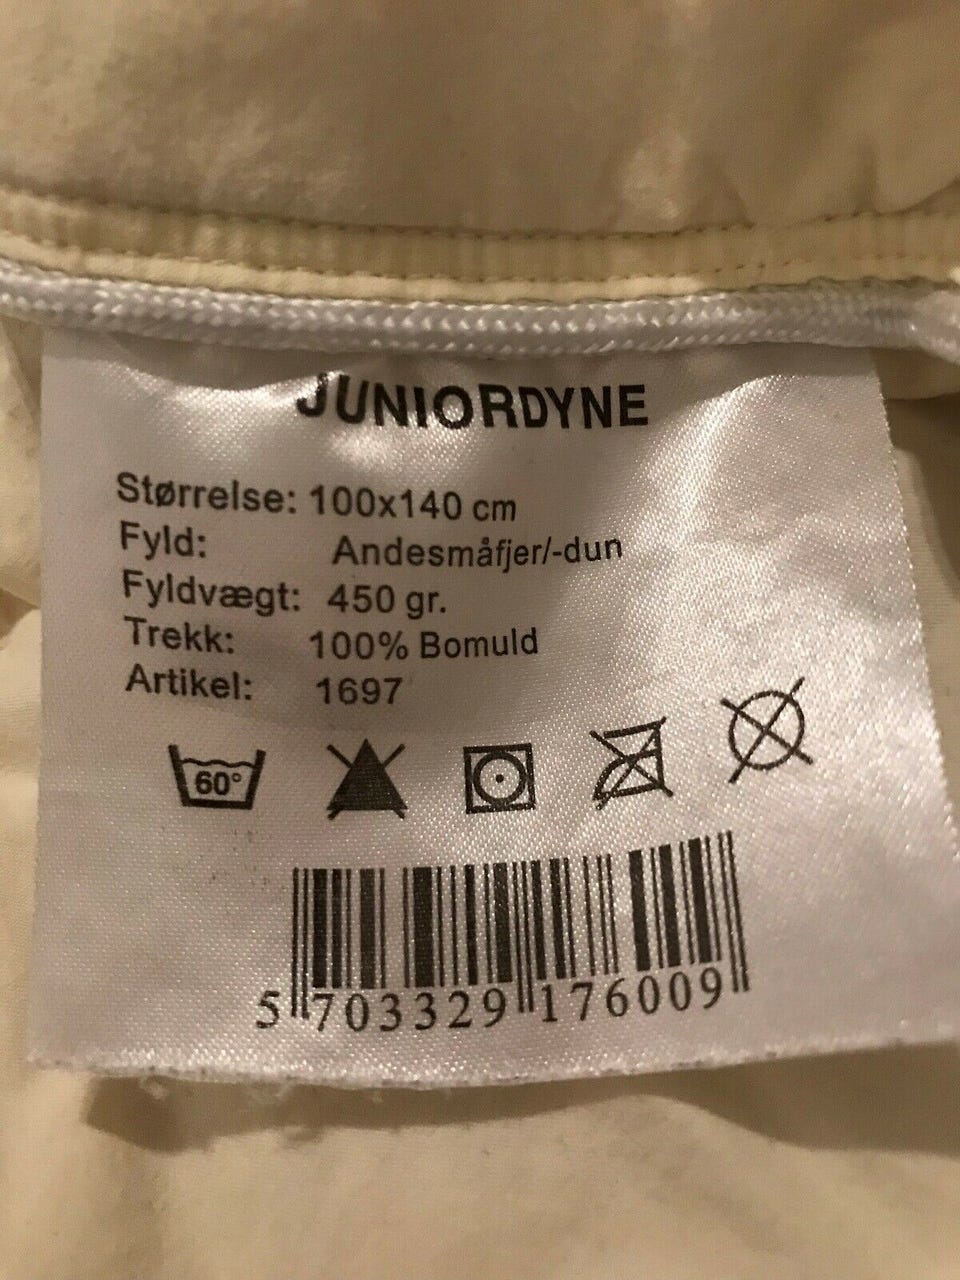 JUNIORDYNE
Størrelse: 100x140 cm
Fyld: Andesmåfjer/-dun
Fyldvægt: 450 gr.
Trekk: 100% Bomuld
Artikel: 1697
60°
5 703329 176009